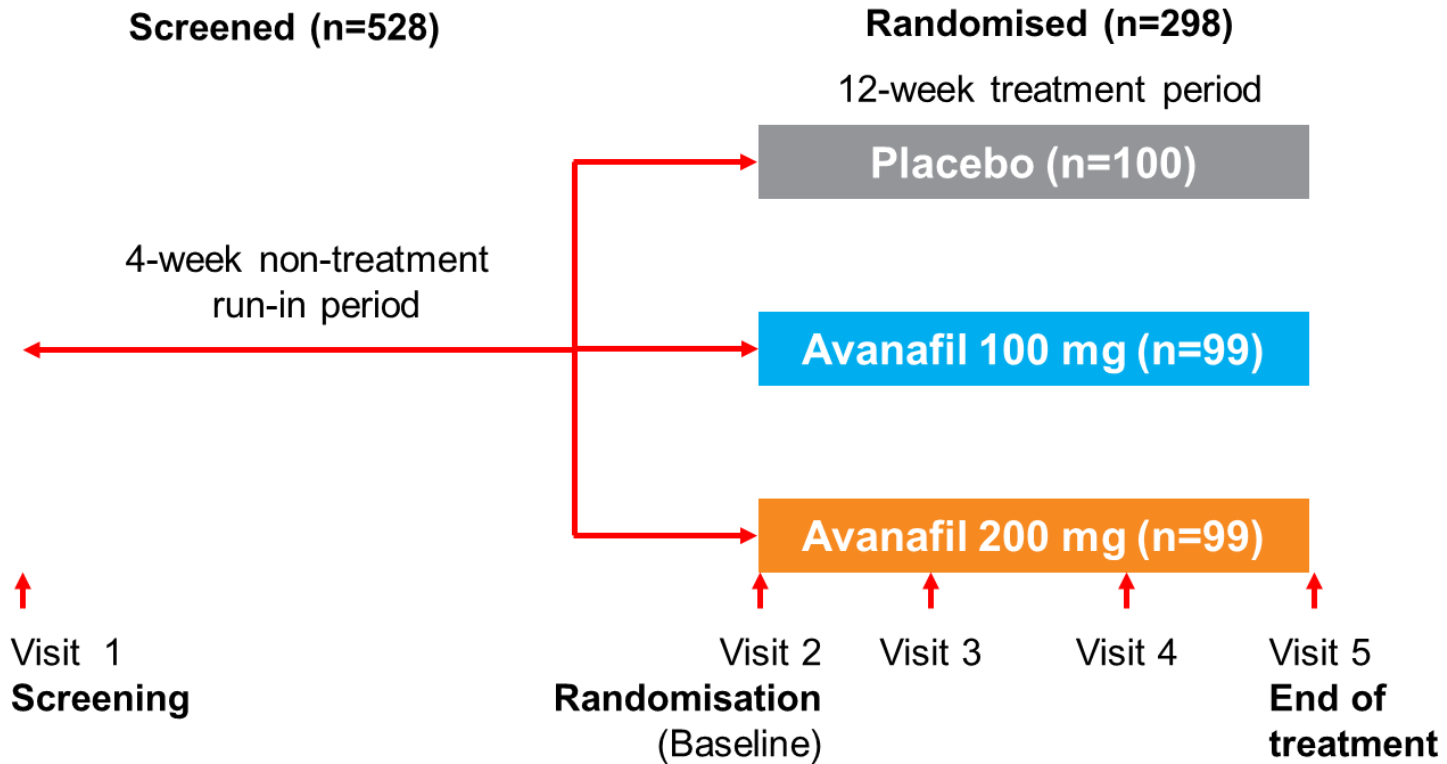 Screened (n=528)
Randomised (n=298)
12-week treatment period
Placebo (n=100)
4-week non-treatment
run-in period
Avanafil 100 mg (n=99)
Avanafil 200 mg (n=99)
Visit 1
Screening
Visit 2
Randomisation
(Baseline)
Visit 3
Visit 4
Visit 5
End of
treatment